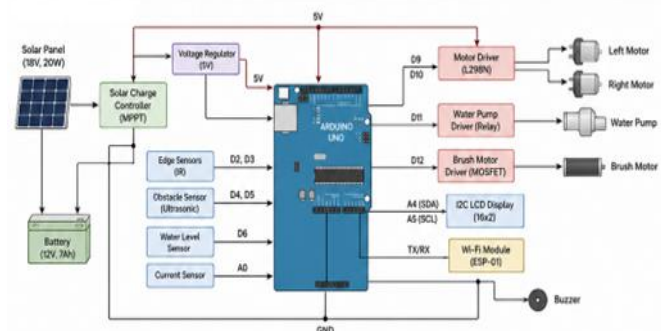 5V
Solar Panel
(18V, 20W)
Solar Charge
Controller
(MPPT)
Voltage Regulator
(5V)
5V
Battery
(12V, 7Ah)
Edge Sensors
(IR)
D2, D3
Obstacle Sensor
(Ultrasonic)
D4, D5
Water Level
Sensor
D6
Current Sensor
A0
ARDUINO
UNO
D9
D10
Motor Driver
(L298N)
Left Motor
Right Motor
D11
Water Pump
Driver (Relay)
Water Pump
D12
Brush Motor
Driver (MOSFET)
Brush Motor
A4 (SDA)
A5 (SCL)
I2C LCD Display
(16x2)
TX/RX
Wi-Fi Module
(ESP-01)
Buzzer
GND